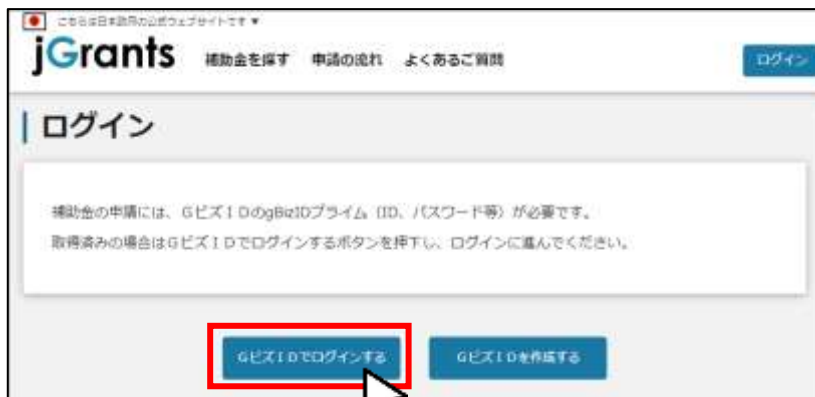 こちらは日本政府の公式ウェブサイトです ▼
jGrants 補助金を探す 申請の流れ よくあるご質問 ログイン
ログイン
補助金の申請には、GビズIDのgBizIDプライム（ID、パスワード等）が必要です。
取得済みの場合はGビズIDでログインするボタンを押下し、ログインに進んでください。
GビズIDでログインする GビズIDを作成する